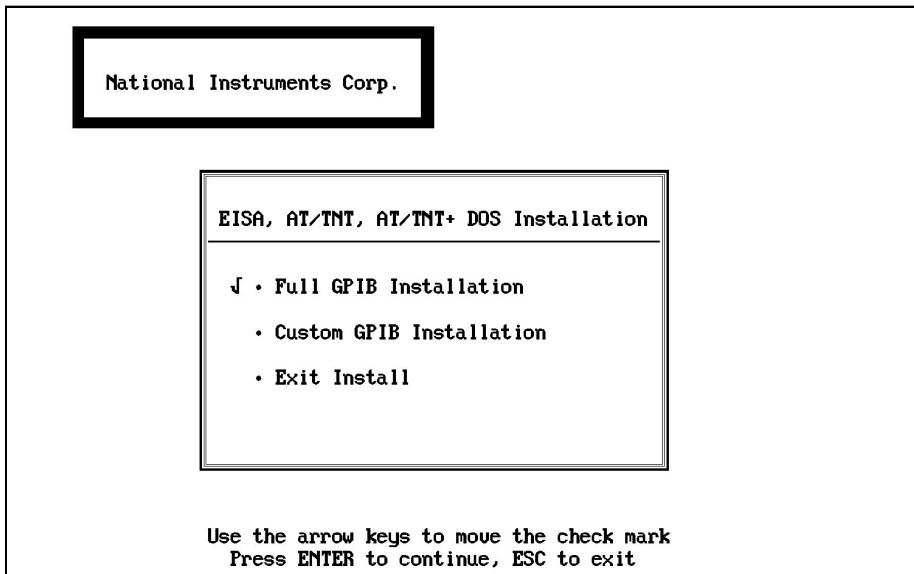 National Instruments Corp.
EISA, AT/TNT, AT/TNT+ DOS Installation
√ · Full GPIB Installation
· Custom GPIB Installation
· Exit Install
Use the arrow keys to move the check mark
Press ENTER to continue, ESC to exit